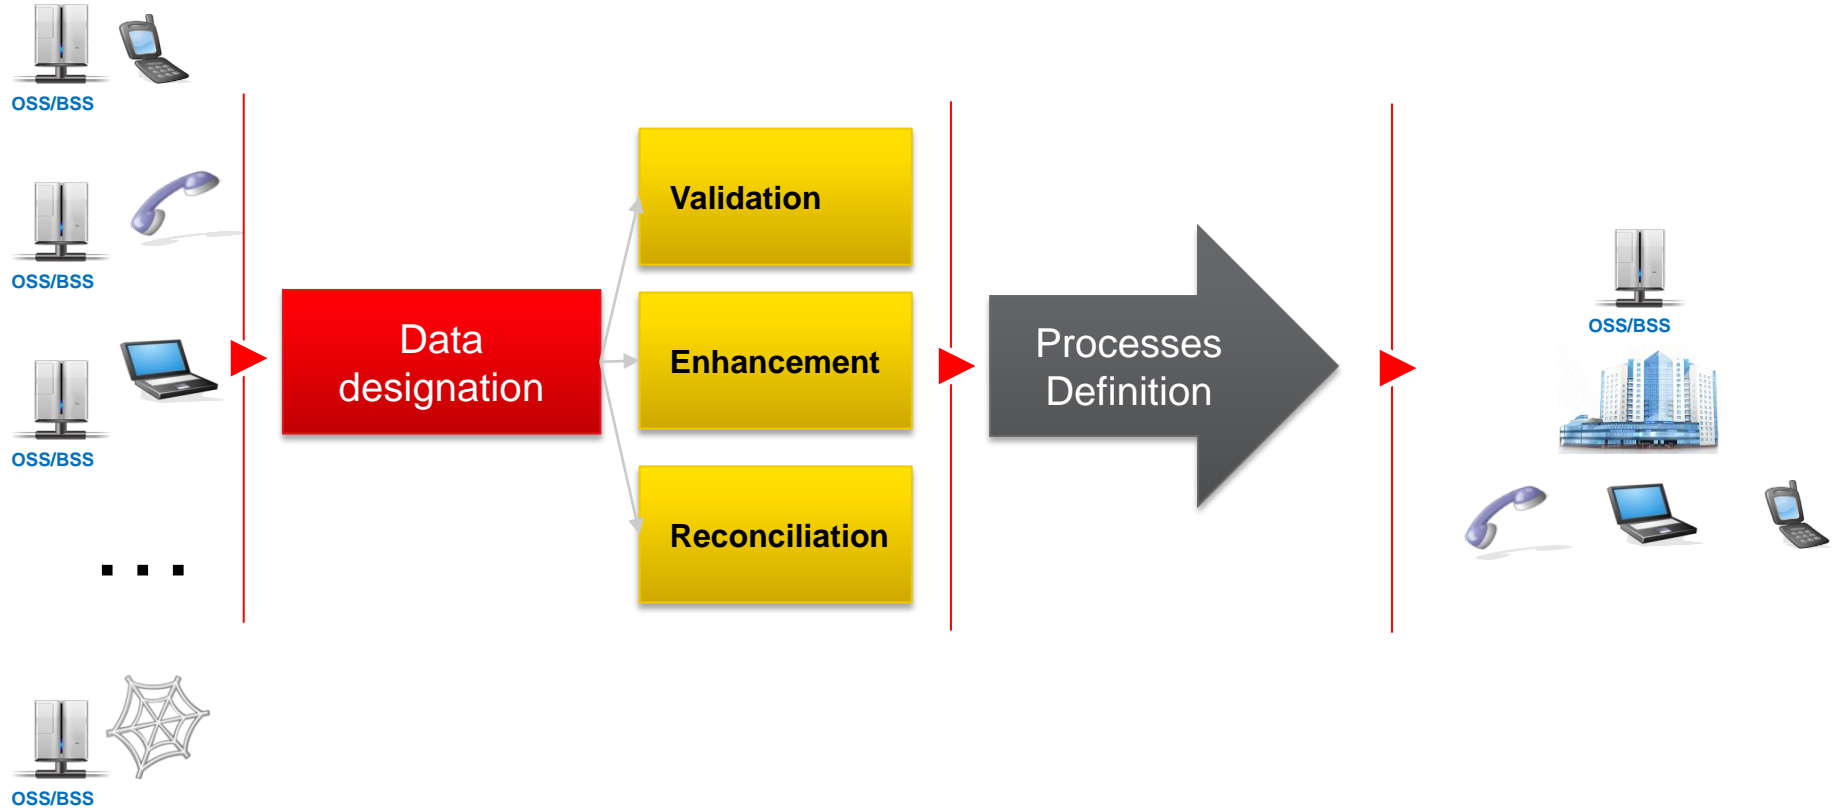 OSS/BSS
OSS/BSS
OSS/BSS
. . .
OSS/BSS
Data
designation
Validation
Enhancement
Reconciliation
Processes
Definition
OSS/BSS